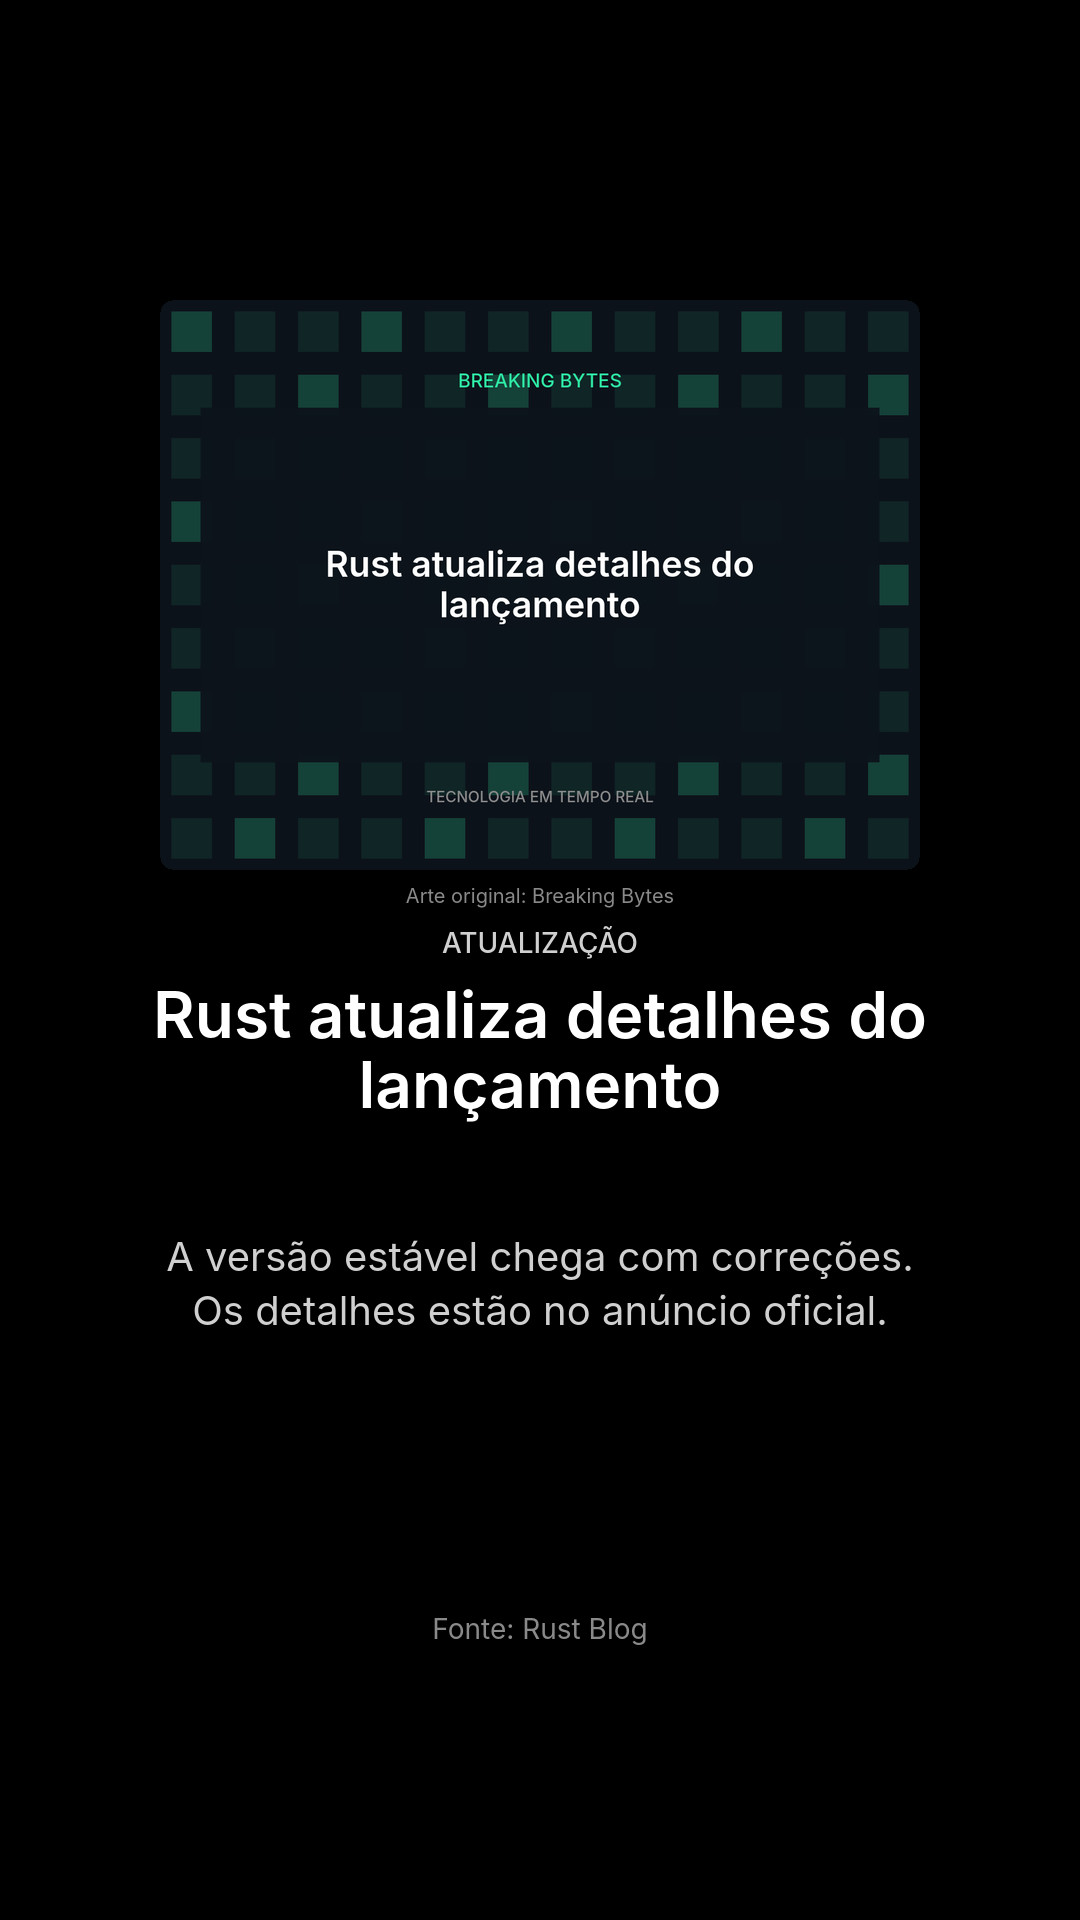 BREAKING BYTES
Rust atualiza detalhes do
lançamento
TECNOLOGIA EM TEMPO REAL
Arte original: Breaking Bytes
ATUALIZAÇÃO
Rust atualiza detalhes do
lançamento
A versão estável chega com correções.
Os detalhes estão no anúncio oficial.
Fonte: Rust Blog